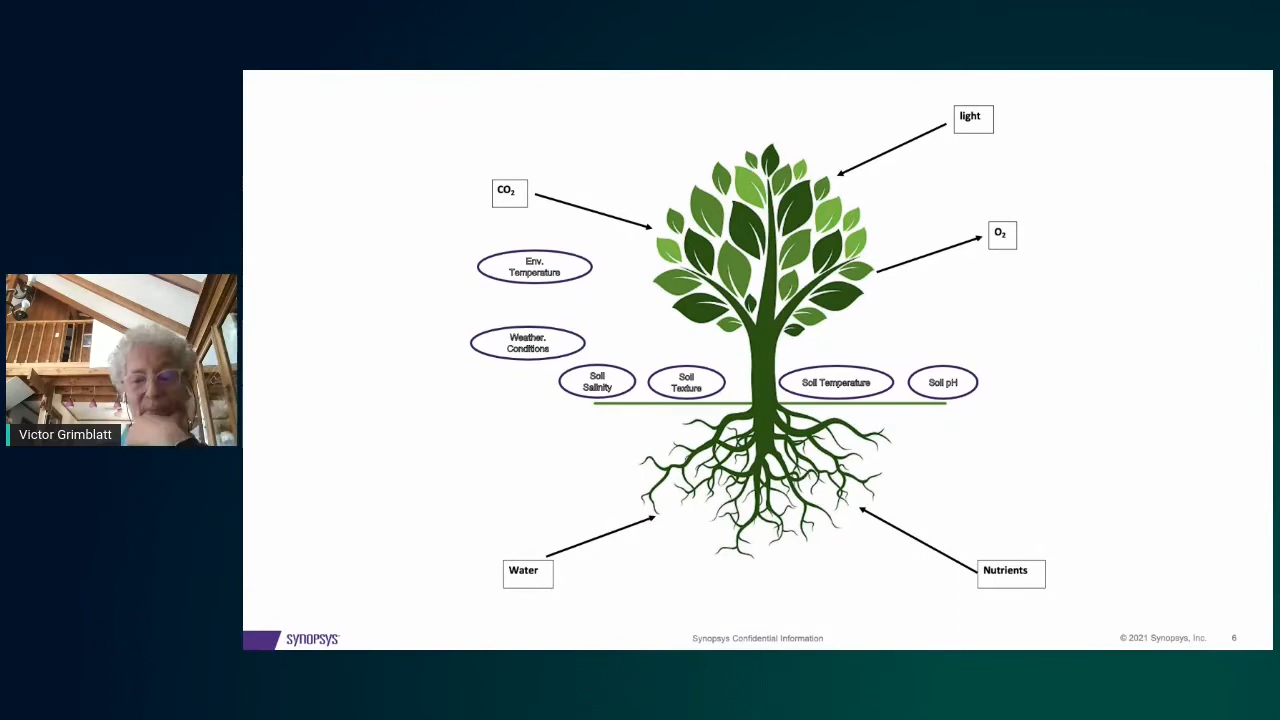 light
CO₂
O₂
Env.
Temperature
Weather.
Conditions
Soil
Salinity
Soil
Texture
Soil Temperature
Soil pH
Victor Grimblatt
Water
Nutrients
SYNOPSYS
Synopsys Confidential Information
© 2021 Synopsys, Inc.
6